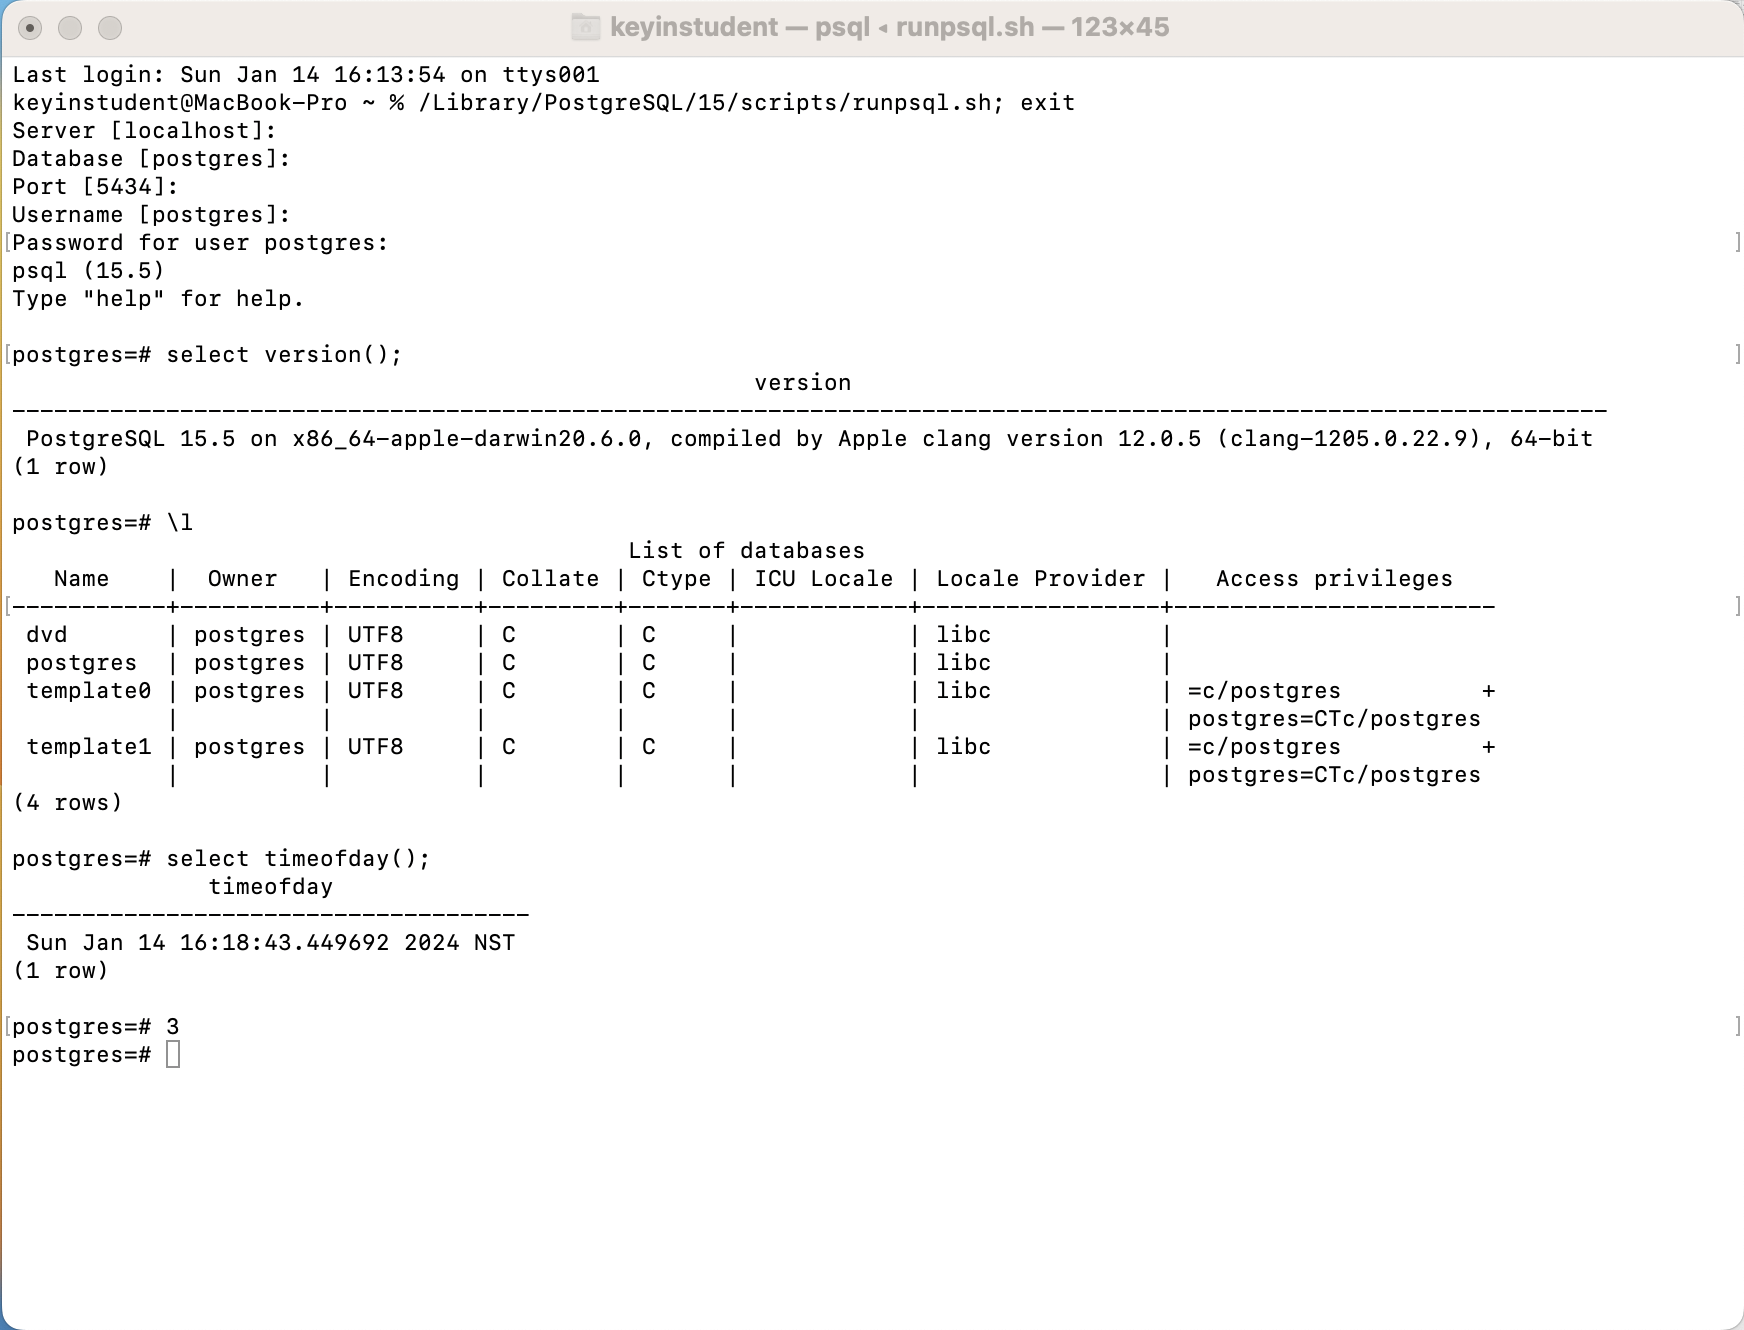 keyinstudent — psql ◂ runpsql.sh — 123×45
Last login: Sun Jan 14 16:13:54 on ttys001
keyinstudent@MacBook-Pro ~ % /Library/PostgreSQL/15/scripts/runpsql.sh; exit
Server [localhost]:
Database [postgres]:
Port [5434]:
Username [postgres]:
[Password for user postgres: ]
psql (15.5)
Type "help" for help.
[postgres=# select version(); ]
version
------------------------------------------------------------------------------------------------------------------
PostgreSQL 15.5 on x86_64-apple-darwin20.6.0, compiled by Apple clang version 12.0.5 (clang-1205.0.22.9), 64-bit
(1 row)
postgres=# \l
List of databases
Name | Owner | Encoding | Collate | Ctype | ICU Locale | Locale Provider | Access privileges
[-----------+----------+----------+---------+-------+------------+-----------------+----------------------- ]
dvd | postgres | UTF8 | C | C | | libc |
postgres | postgres | UTF8 | C | C | | libc |
template0 | postgres | UTF8 | C | C | | libc | =c/postgres +
| | | | | | | postgres=CTc/postgres
template1 | postgres | UTF8 | C | C | | libc | =c/postgres +
| | | | | | | postgres=CTc/postgres
(4 rows)
postgres=# select timeofday();
timeofday
-------------------------------------
Sun Jan 14 16:18:43.449692 2024 NST
(1 row)
[postgres=# 3 ]
postgres=#